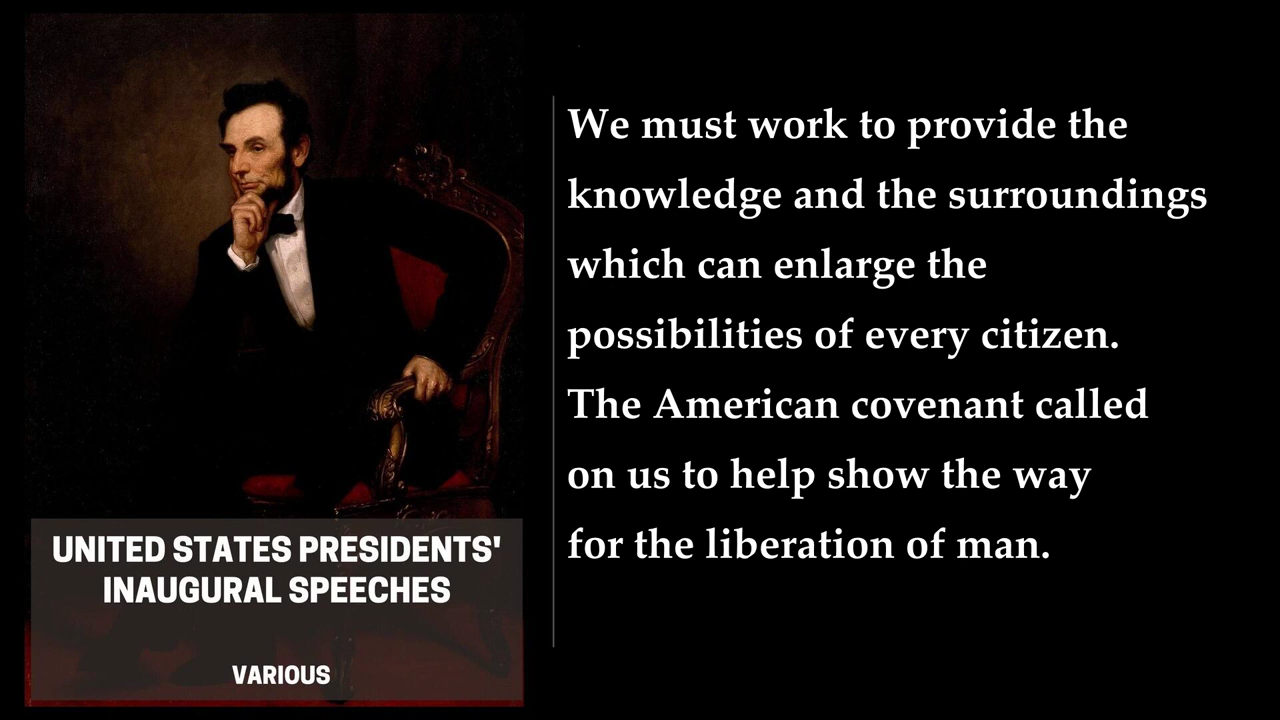 We must work to provide the
knowledge and the surroundings
which can enlarge the
possibilities of every citizen.
The American covenant called
on us to help show the way
for the liberation of man.
UNITED STATES PRESIDENTS'
INAUGURAL SPEECHES
VARIOUS